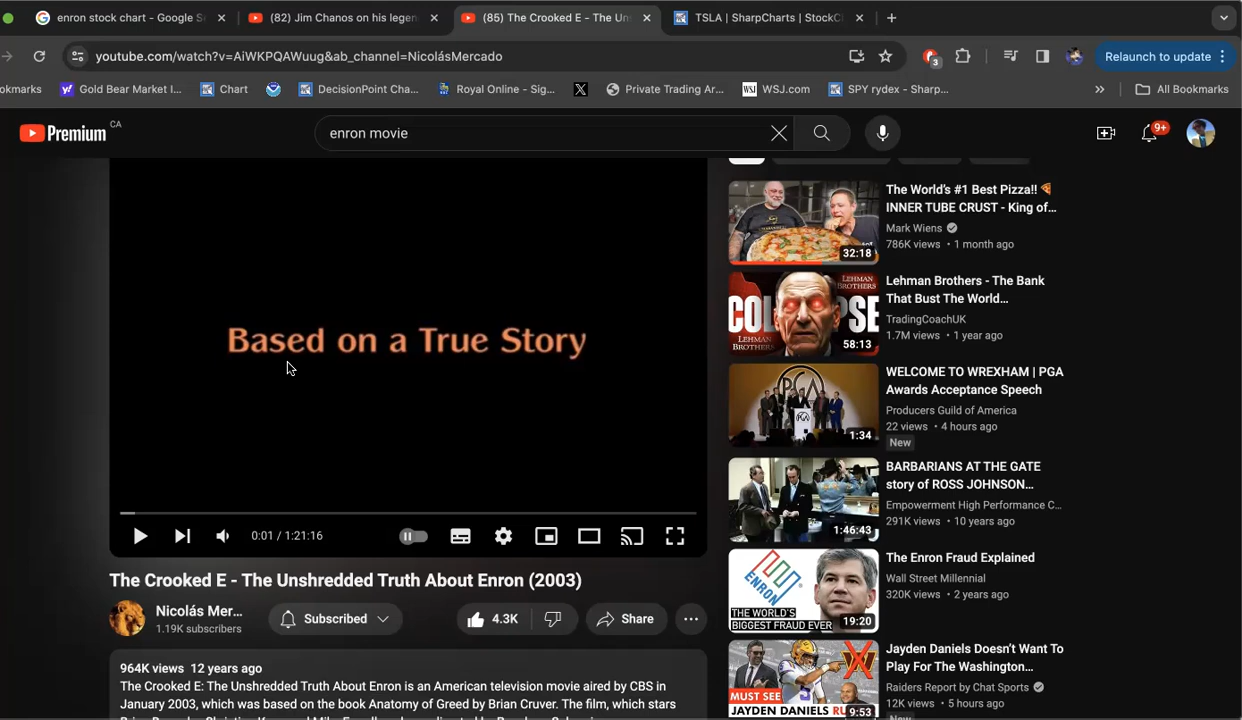 enron stock chart - Google S
(82) Jim Chanos on his legen
(85) The Crooked E - The Un
TSLA | SharpCharts | StockC
youtube.com/watch?v=AiWKPQAWuug&ab_channel=NicolásMercado
3
Relaunch to update
okmarks
Gold Bear Market I...
Chart
DecisionPoint Cha...
Royal Online - Sig...
X
Private Trading Ar...
WSJ WSJ.com
SPY rydex - Sharp...
»
All Bookmarks
Premium CA
enron movie
9+
Based on a True Story
0:01 / 1:21:16
The Crooked E - The Unshredded Truth About Enron (2003)
Nicolás Mer...
1.19K subscribers
Subscribed
4.3K
Share
964K views 12 years ago
The Crooked E: The Unshredded Truth About Enron is an American television movie aired by CBS in
January 2003, which was based on the book Anatomy of Greed by Brian Cruver. The film, which stars
32:18
The World's #1 Best Pizza!! 🍕
INNER TUBE CRUST - King of...
Mark Wiens
786K views • 1 month ago
LEHMAN BROTHERS
COLLAPSE
LEHMAN
BROTHERS
58:13
Lehman Brothers - The Bank
That Bust The World...
TradingCoachUK
1.7M views • 1 year ago
PGA
1:34
WELCOME TO WREXHAM | PGA
Awards Acceptance Speech
Producers Guild of America
22 views • 4 hours ago
New
1:46:43
BARBARIANS AT THE GATE
story of ROSS JOHNSON...
Empowerment High Performance C...
291K views • 10 years ago
ENRON
THE WORLD'S
BIGGEST FRAUD EVER
19:20
The Enron Fraud Explained
Wall Street Millennial
320K views • 2 years ago
MUST SEE
JAYDEN DANIELS RU
9:53
Jayden Daniels Doesn't Want To
Play For The Washington...
Raiders Report by Chat Sports
12K views • 5 hours ago